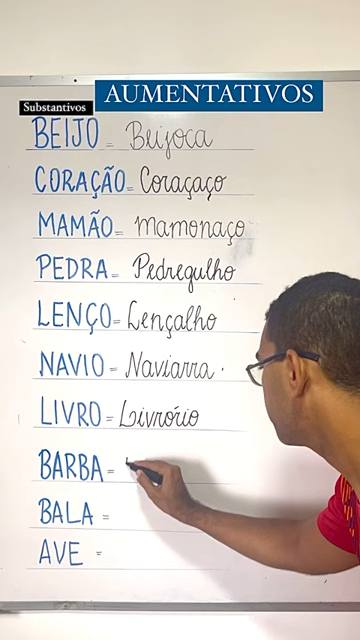 AUMENTATIVOS
Substantivos
BEIJO = Beijoca
CORAÇÃO = Coraçaço
MAMÃO = Mamonaço
PEDRA = Pedregulho
LENÇO = Lençalho
NAVIO = Naviarra
LIVRO = Livrório
BARBA =
BALA =
AVE =